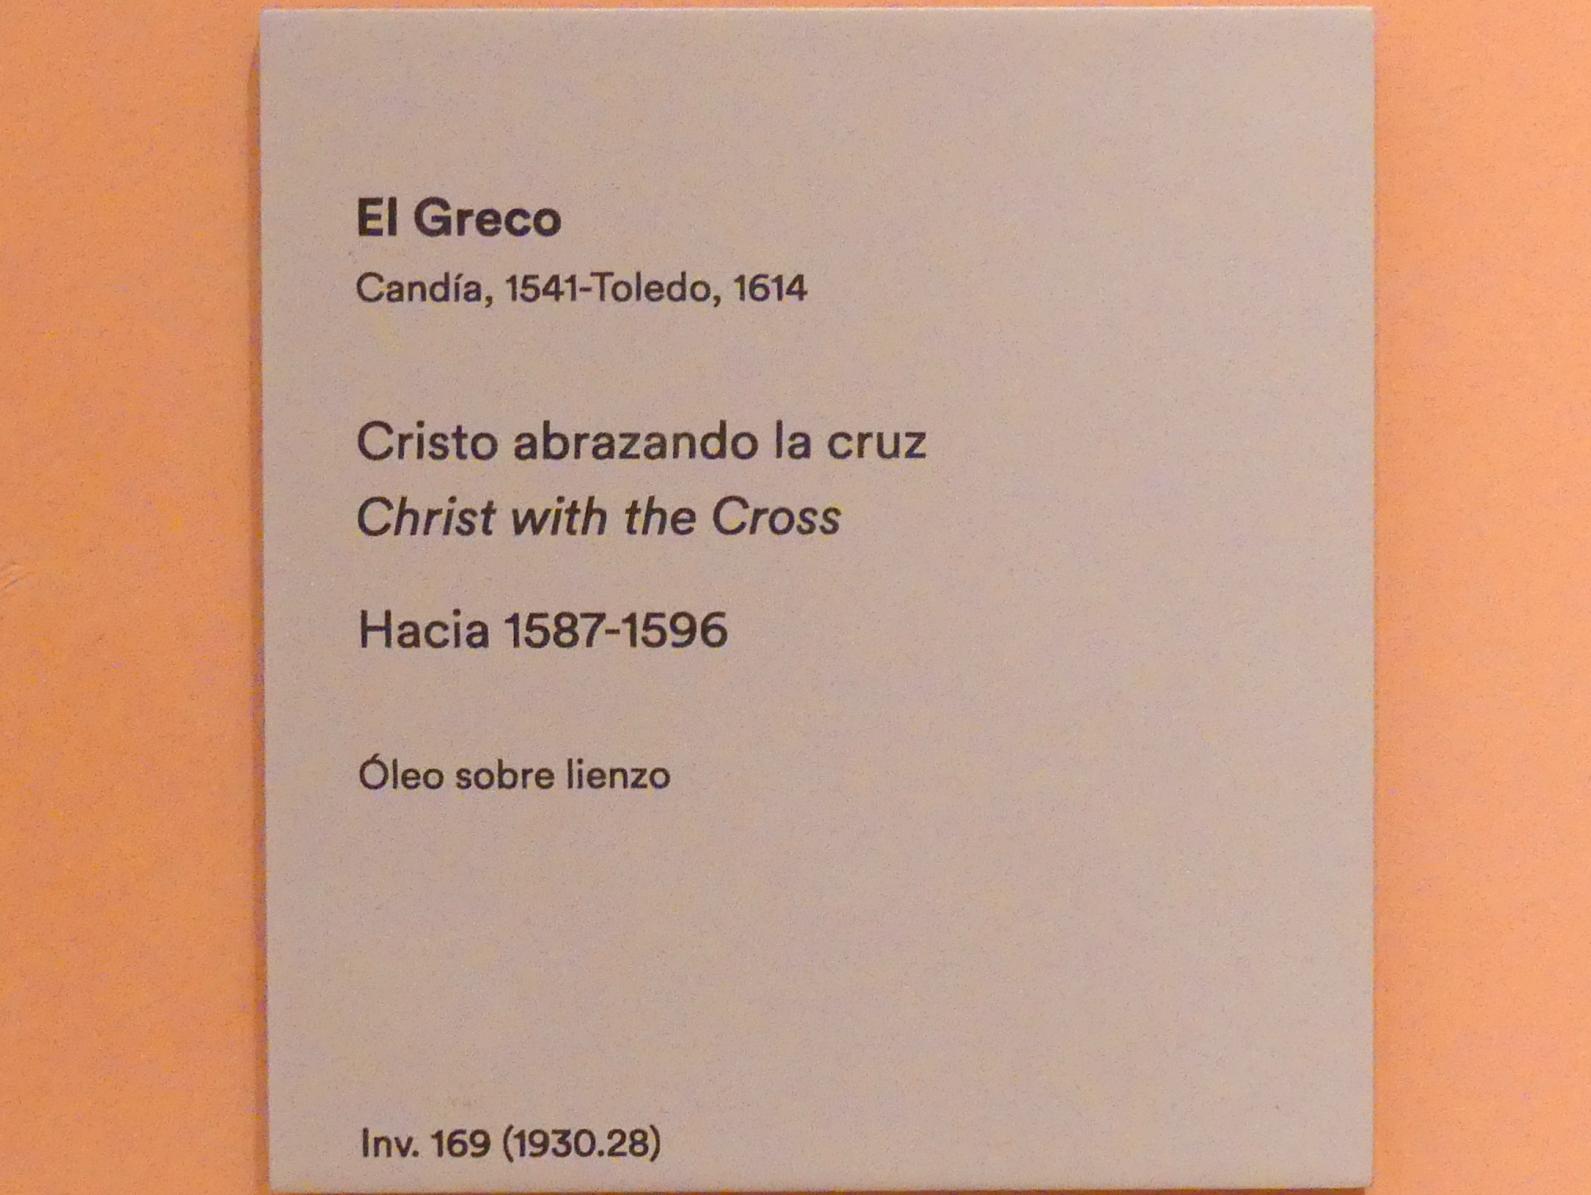 El Greco
Candía, 1541-Toledo, 1614
Cristo abrazando la cruz
Christ with the Cross
Hacia 1587-1596
Óleo sobre lienzo
Inv. 169 (1930.28)